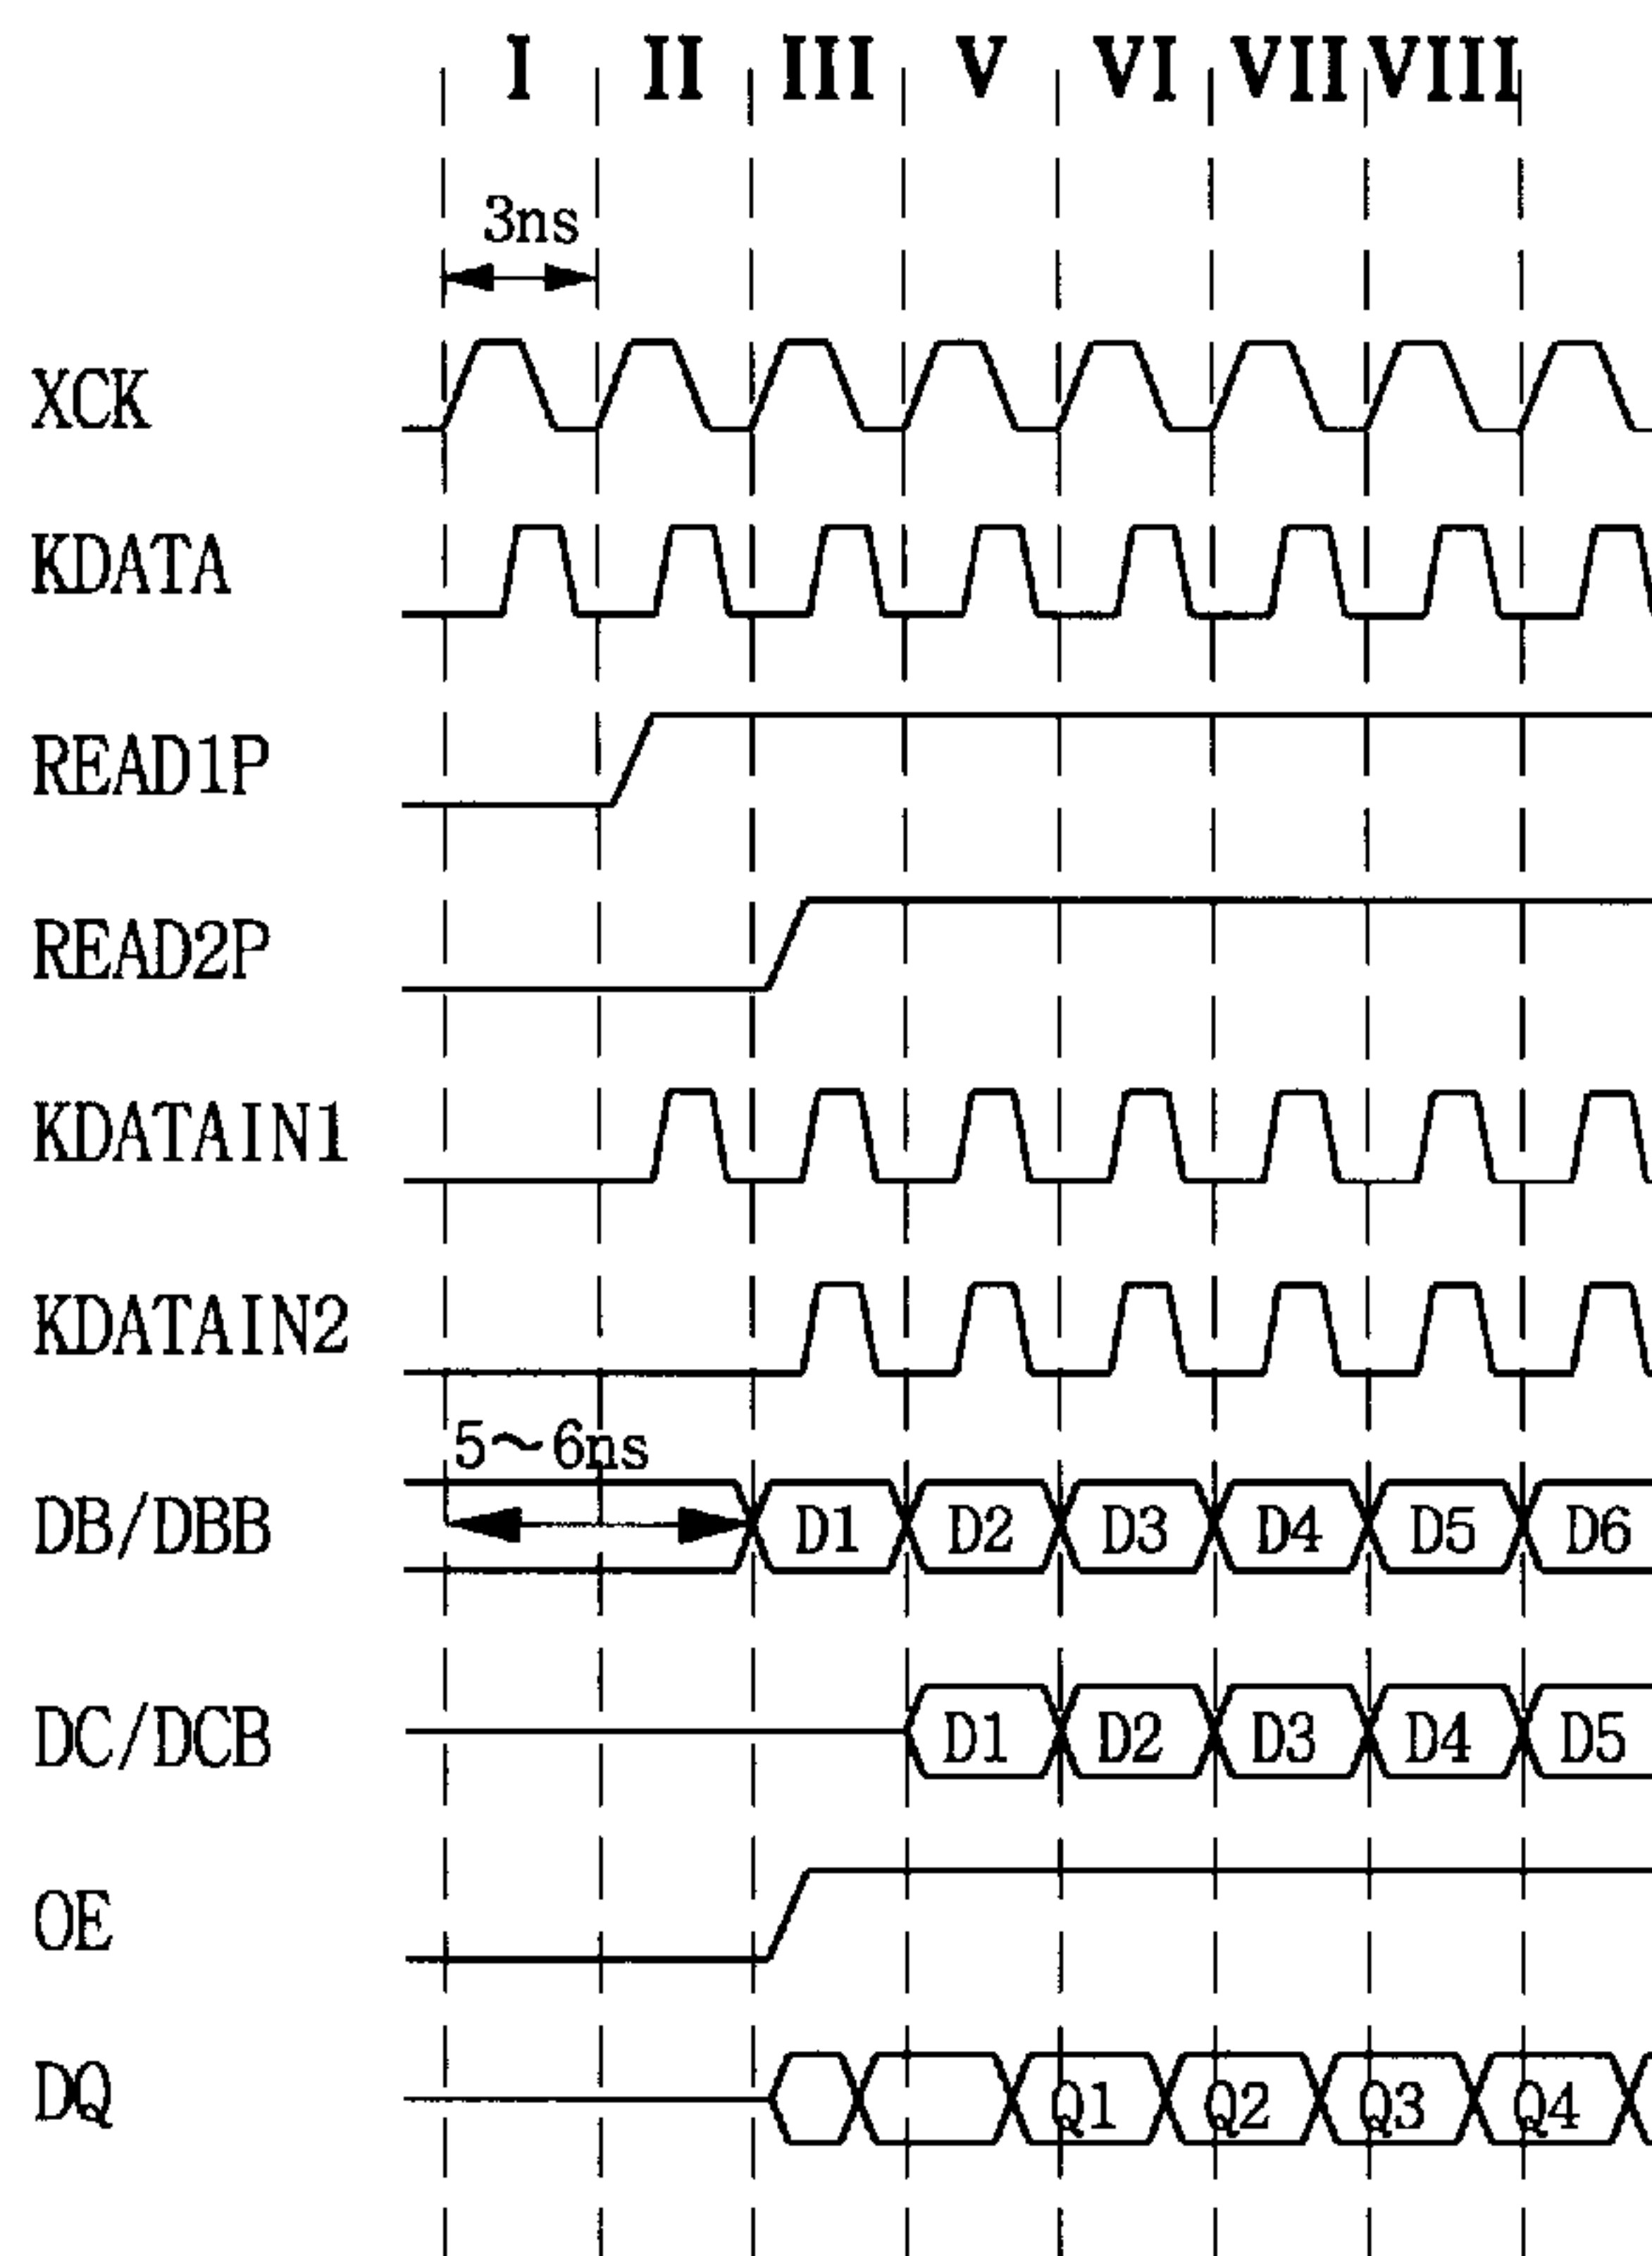 I II III V VI VII VIII
3ns
XCK
KDATA
READ1P
READ2P
KDATAIN1
KDATAIN2
5～6ns
DB/DBB D1 D2 D3 D4 D5 D6
DC/DCB D1 D2 D3 D4 D5
OE
DQ Q1 Q2 Q3 Q4